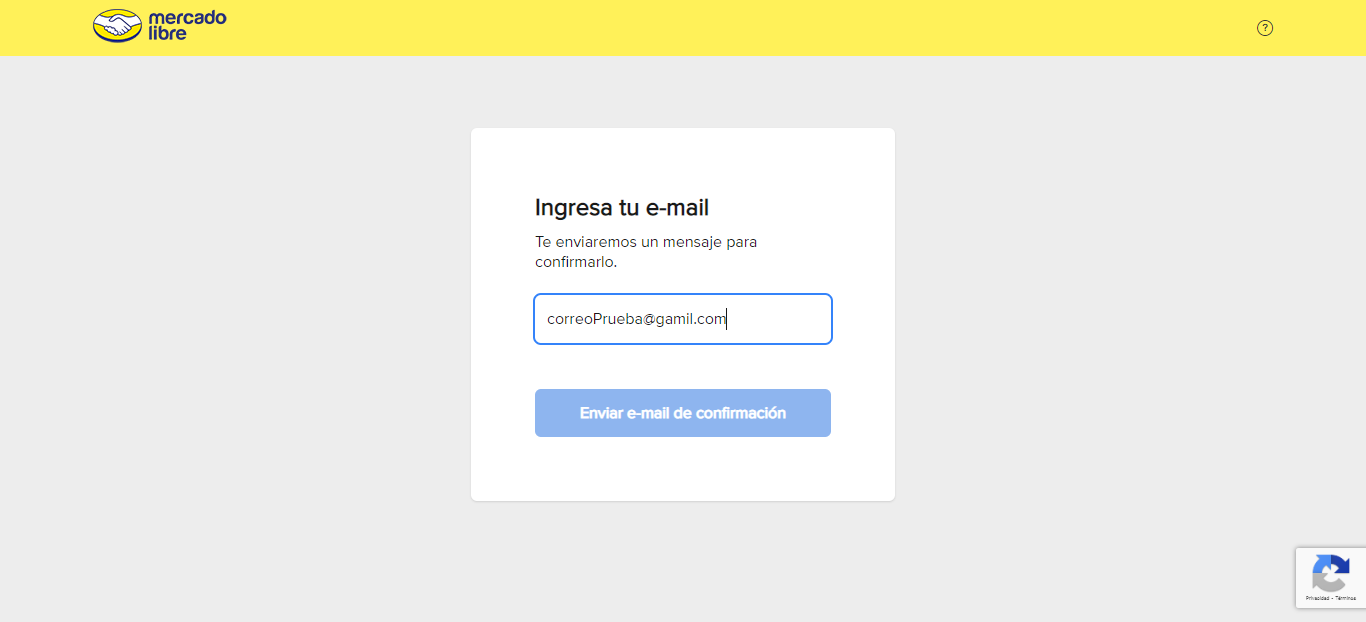 mercado
libre
?
Ingresa tu e-mail
Te enviaremos un mensaje para
confirmarlo.
correoPrueba@gamil.com
Enviar e-mail de confirmación
Privacidad - Términos